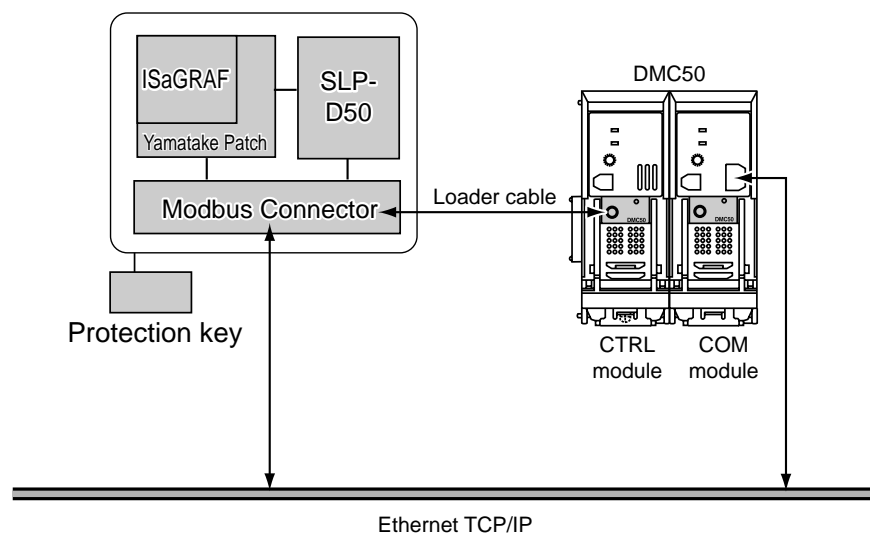 ISaGRAF
Yamatake Patch
SLP-
D50
Modbus Connector
Protection key
Loader cable
DMC50
DMC50
DMC50
CTRL
module
COM
module
Ethernet TCP/IP